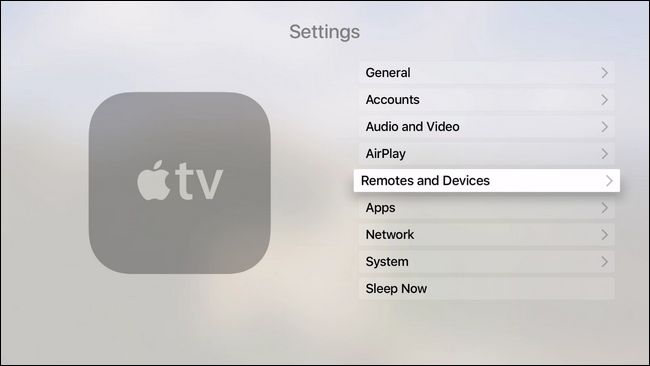 Settings
tv
General
Accounts
Audio and Video
AirPlay
Remotes and Devices
Apps
Network
System
Sleep Now